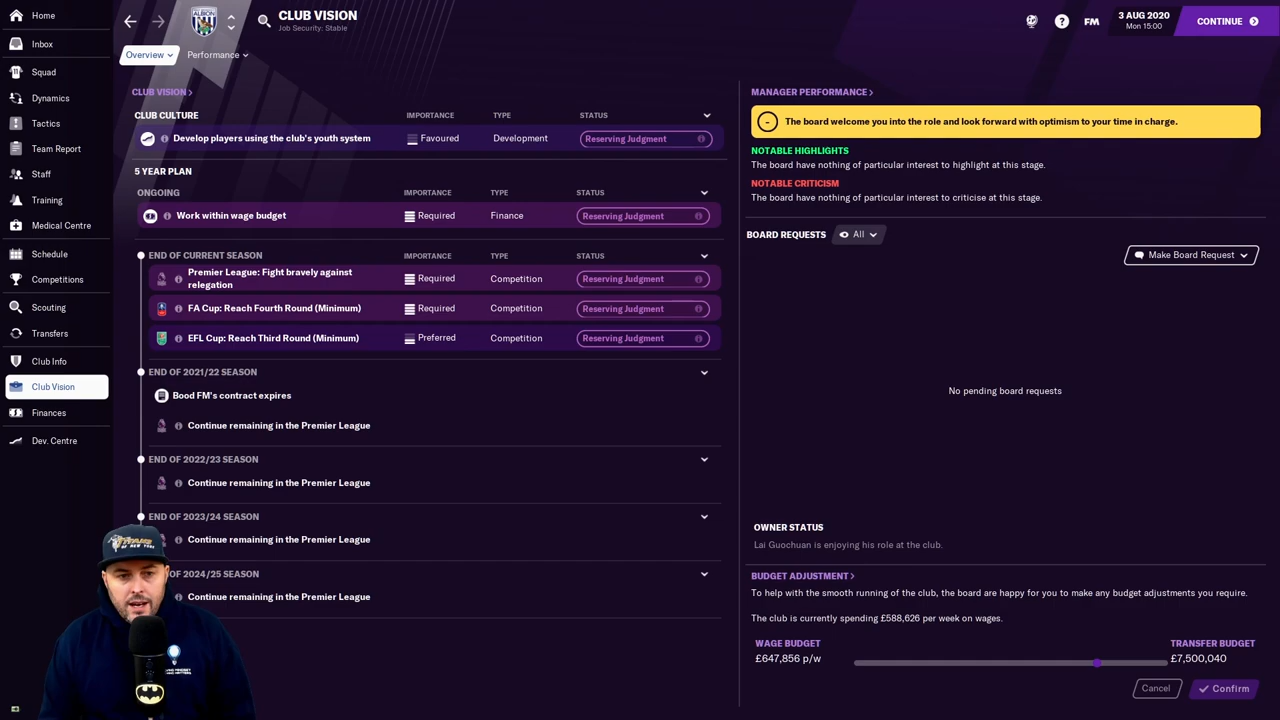 Home
CLUB VISION
Job Security: Stable
3 AUG 2020
Mon 15:00
FM
CONTINUE
Inbox
Squad
Dynamics
Tactics
Team Report
Staff
Training
Medical Centre
Schedule
Competitions
Scouting
Transfers
Club Info
Club Vision
Finances
Dev. Centre
Overview
Performance
CLUB VISION
CLUB CULTURE IMPORTANCE TYPE STATUS
Develop players using the club's youth system Favoured Development Reserving Judgment
5 YEAR PLAN
ONGOING IMPORTANCE TYPE STATUS
Work within wage budget Required Finance Reserving Judgment
END OF CURRENT SEASON IMPORTANCE TYPE STATUS
Premier League: Fight bravely against
relegation Required Competition Reserving Judgment
FA Cup: Reach Fourth Round (Minimum) Required Competition Reserving Judgment
EFL Cup: Reach Third Round (Minimum) Preferred Competition Reserving Judgment
END OF 2021/22 SEASON
Bood FM's contract expires
Continue remaining in the Premier League
END OF 2022/23 SEASON
Continue remaining in the Premier League
END OF 2023/24 SEASON
Continue remaining in the Premier League
OF 2024/25 SEASON
Continue remaining in the Premier League
MANAGER PERFORMANCE
The board welcome you into the role and look forward with optimism to your time in charge.
NOTABLE HIGHLIGHTS
The board have nothing of particular interest to highlight at this stage.
NOTABLE CRITICISM
The board have nothing of particular interest to criticise at this stage.
BOARD REQUESTS All
Make Board Request
No pending board requests
OWNER STATUS
Lai Guochuan is enjoying his role at the club.
BUDGET ADJUSTMENT
To help with the smooth running of the club, the board are happy for you to make any budget adjustments you require.
The club is currently spending £588,626 per week on wages.
WAGE BUDGET TRANSFER BUDGET
£647,856 p/w £7,500,040
Cancel Confirm